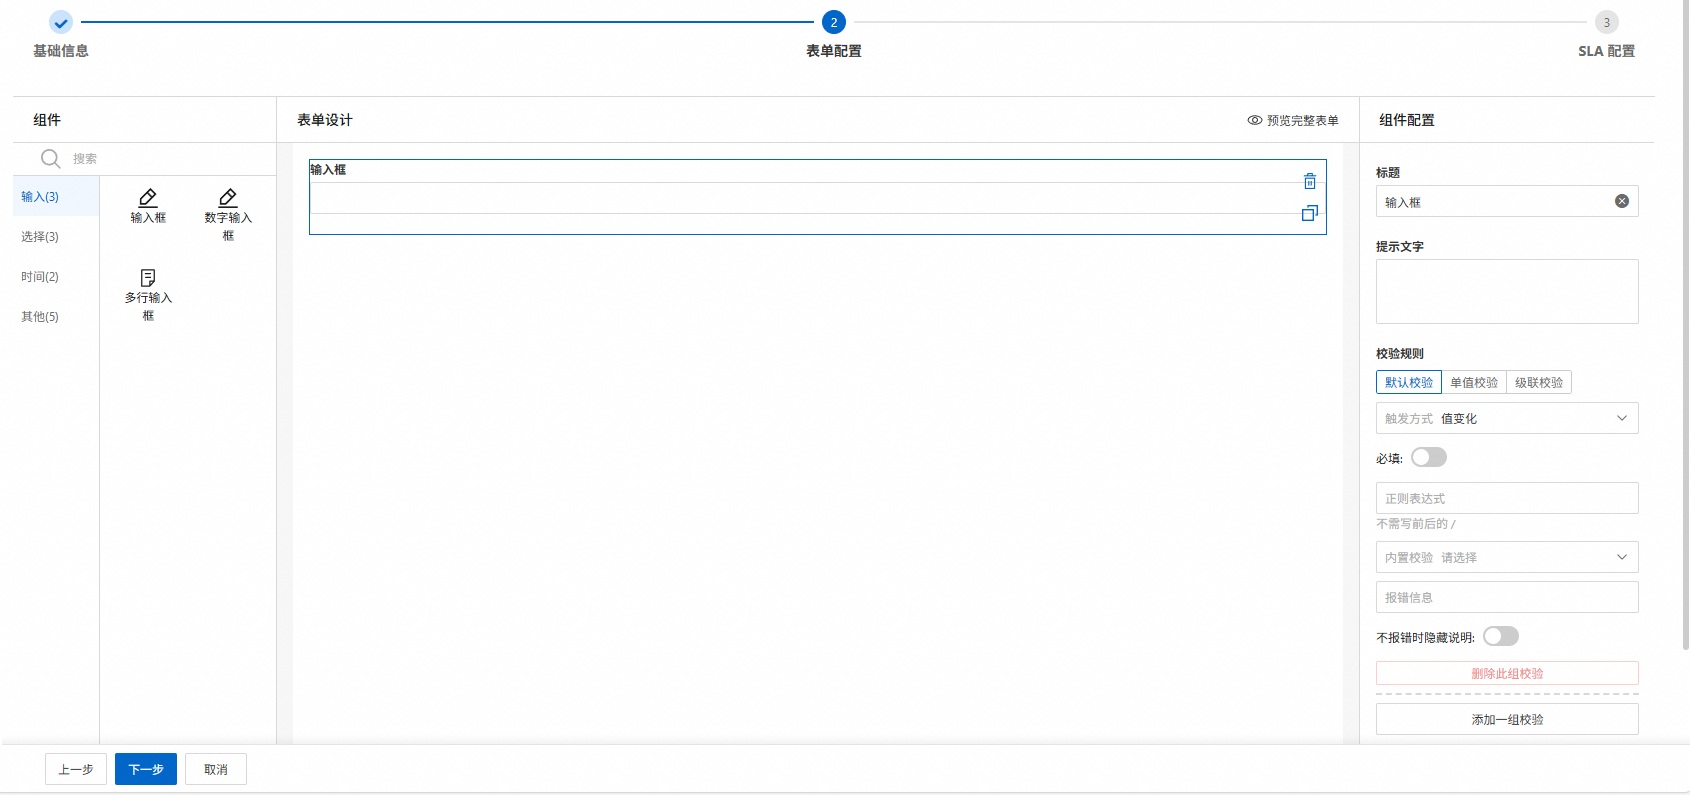 2
3
基础信息
表单配置
SLA 配置
组件
表单设计
预览完整表单
组件配置
搜索
输入(3)
选择(3)
时间(2)
其他(5)
输入框
数字输入
框
多行输入
框
输入框
标题
输入框
提示文字
校验规则
默认校验
单值校验
级联校验
触发方式 值变化
必填:
正则表达式
不需写前后的 /
内置校验 请选择
报错信息
不报错时隐藏说明:
删除此组校验
添加一组校验
上一步
下一步
取消